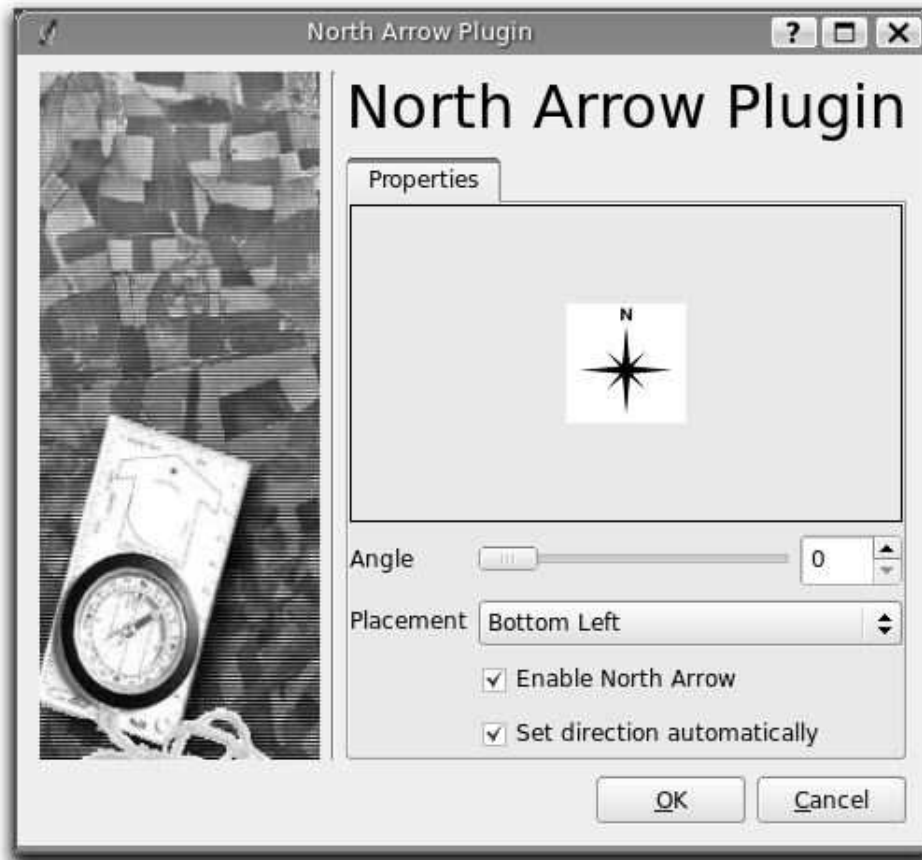 North Arrow Plugin
?
North Arrow Plugin
Properties
N
Angle 0
Placement Bottom Left
Enable North Arrow
Set direction automatically
OK Cancel